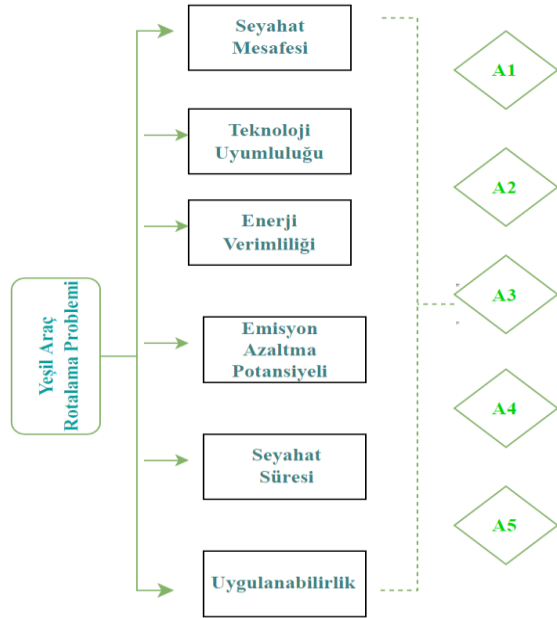 Yeşil Araç
Rotalama Problemi
Seyahat
Mesafesi
Teknoloji
Uyumluluğu
Enerji
Verimliliği
Emisyon
Azaltma
Potansiyeli
Seyahat
Süresi
Uygulanabilirlik
A1
A2
A3
A4
A5